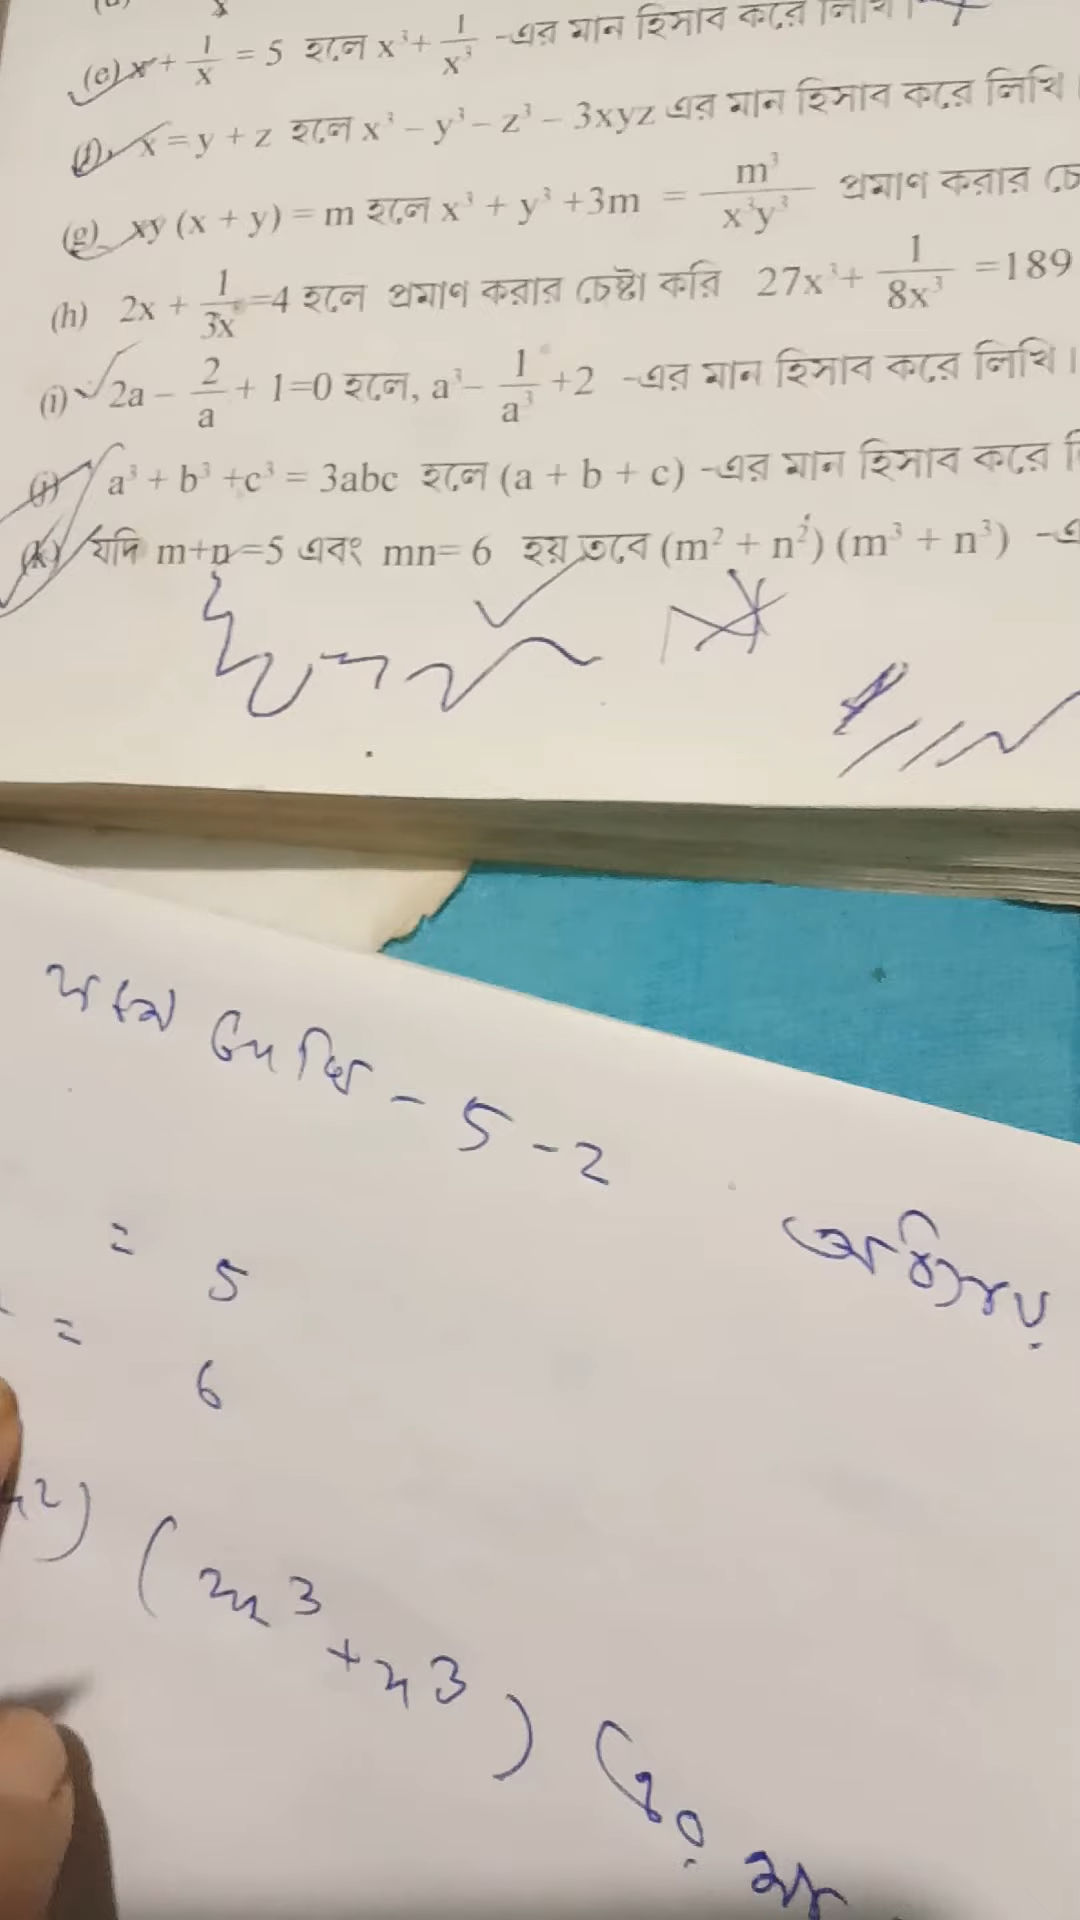 (e) x + 1/x = 5 হলে x³ + 1/x³ -এর মান হিসাব করে লিখি।
x = y + z হলে x³ – y³ – z³ – 3xyz এর মান হিসাব করে লিখি
(g) xy (x + y) = m হলে x³ + y³ +3m = m³/x³y³ প্রমাণ করার
(h) 2x + 1/3x =4 হলে প্রমাণ করার চেষ্টা করি 27x³ + 1/8x³ =189
(i) 2a – 2/a + 1=0 হলে, a³ – 1/a³ +2 -এর মান হিসাব করে লিখি।
(j) a³ + b³ +c³ = 3abc হলে (a + b + c) -এর মান হিসাব করে
(k) যদি m+n=5 এবং mn= 6 হয় তবে (m² + n²) (m³ + n³)
- 5 - 2
= 5
= 6
²) (m³ + n³)